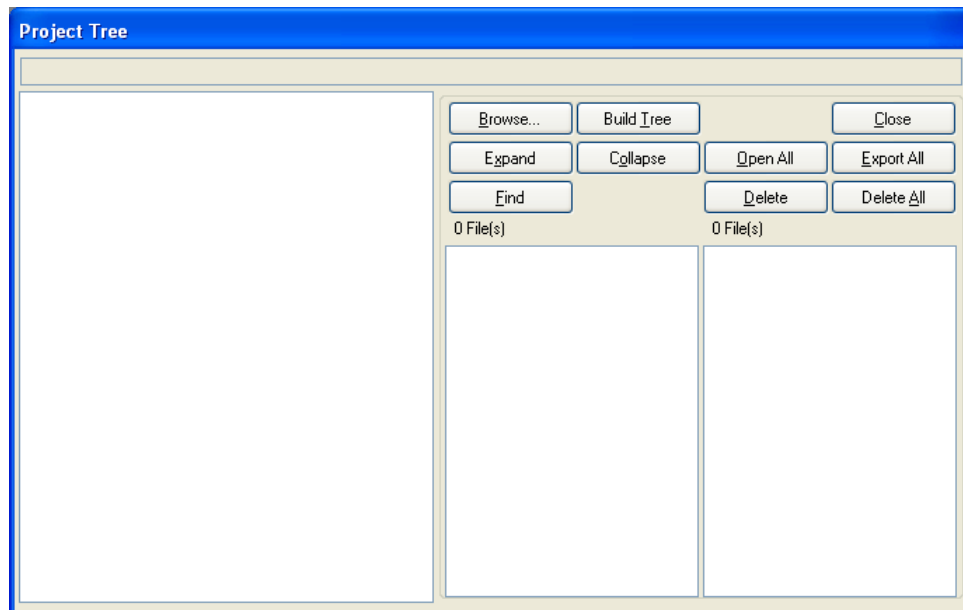 Project Tree
Browse... Build Tree Close
Expand Collapse Open All Export All
Find Delete Delete All
0 File(s) 0 File(s)